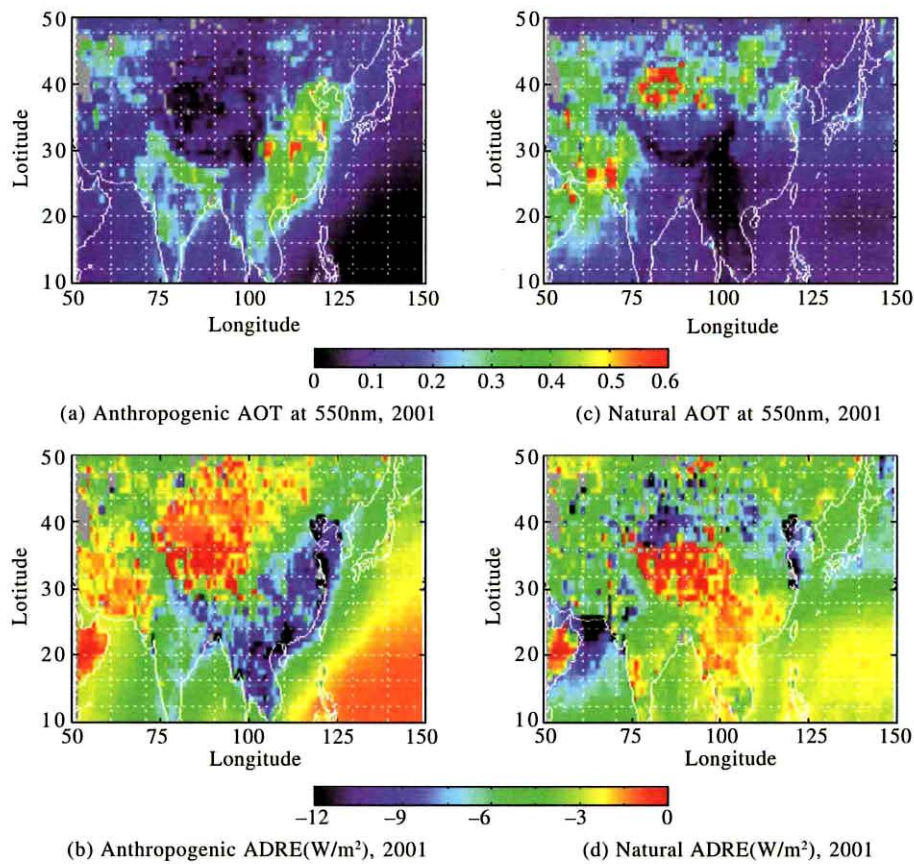 50
40
30
20
10
Lotitude
50 75 100 125 150
Longitude
50
40
30
20
10
Lotitude
50 75 100 125 150
Longitude
0 0.1 0.2 0.3 0.4 0.5 0.6
(a) Anthropogenic AOT at 550nm, 2001
(c) Natural AOT at 550nm, 2001
50
40
30
20
10
Lotitude
50 75 100 125 150
Longitude
50
40
30
20
10
Lotitude
50 75 100 125 150
Longitude
−12 −9 −6 −3 0
(b) Anthropogenic ADRE(W/m²), 2001
(d) Natural ADRE(W/m²), 2001